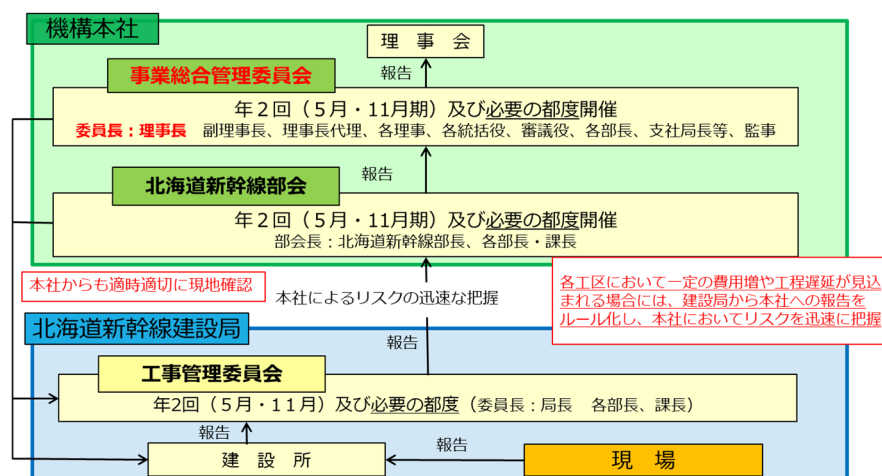 機構本社
理 事 会
報告
事業総合管理委員会
年２回（５月・11月期）及び必要の都度開催
委員長：理事長 副理事長、理事長代理、各理事、各統括役、審議役、各部長、支社局長等、監事
報告
北海道新幹線部会
年２回（５月・11月期）及び必要の都度開催
部会長：北海道新幹線部長、各部長・課長
本社からも適時適切に現地確認
本社によるリスクの迅速な把握
各工区において一定の費用増や工程遅延が見込
まれる場合には、建設局から本社への報告を
ルール化し、本社においてリスクを迅速に把握
北海道新幹線建設局
報告
工事管理委員会
年2回（５月・１１月）及び必要の都度（委員長：局長 各部長、課長）
報告
建 設 所
報告
現 場